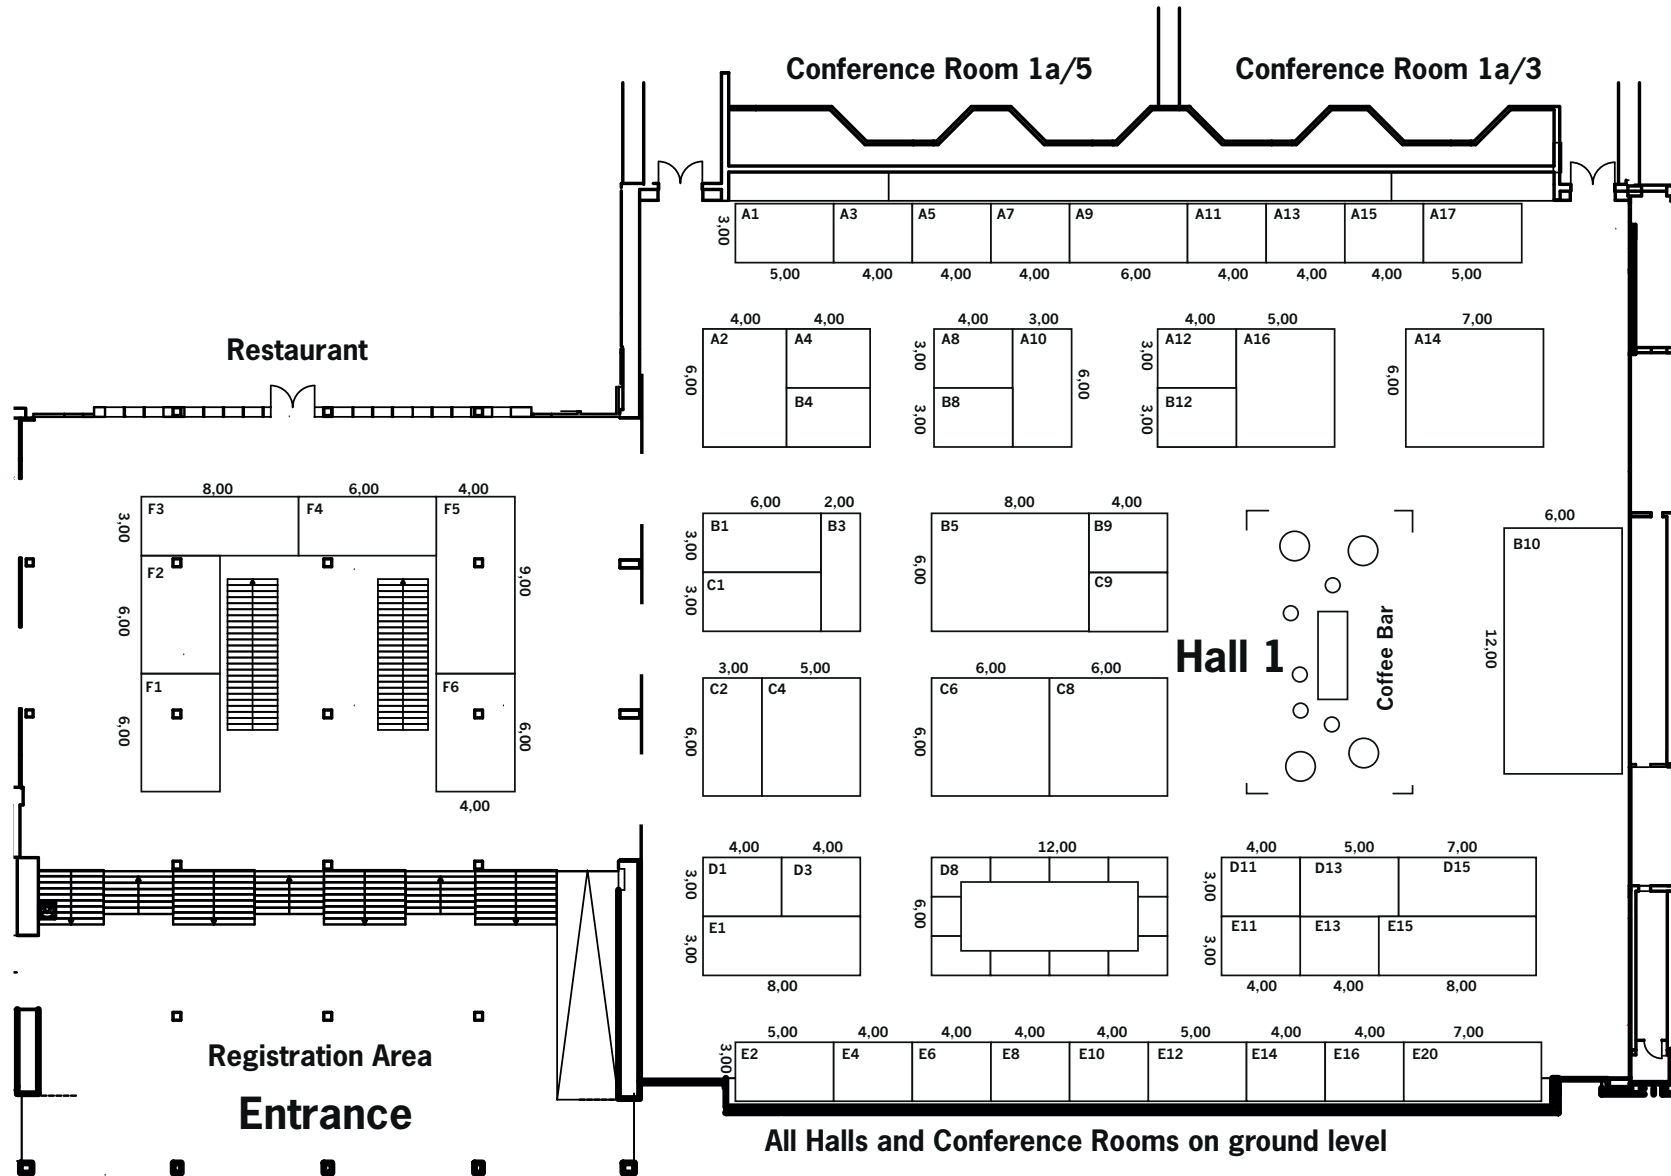 Conference Room 1a/5 Conference Room 1a/3
A1 A3 A5 A7 A9 A11 A13 A15 A17
3,00
5,00 4,00 4,00 4,00 6,00 4,00 4,00 4,00 5,00
4,00 4,00 4,00 3,00 4,00 5,00 7,00
Restaurant
A2 A4 A8 A10 A12 A16 A14
3,00 3,00
6,00 6,00 6,00
B4 B8 B12
3,00 3,00
8,00 6,00 4,00
F3 F4 F5
3,00
6,00 2,00 8,00 4,00 6,00
B1 B3 B5 B9 B10
3,00
F2 9,00 6,00
C1 C9
3,00
6,00
12,00
Hall 1
Coffee Bar
3,00 5,00 6,00 6,00
F1 F6 C2 C4 C6 C8
6,00 6,00 6,00 6,00
4,00
4,00 4,00 12,00 4,00 5,00 7,00
D1 D3 D8 D11 D13 D15
3,00 6,00 3,00
E1 E11 E13 E15
3,00 3,00
8,00 4,00 4,00 8,00
5,00 4,00 4,00 4,00 4,00 5,00 4,00 4,00 7,00
Registration Area
3,00
E2 E4 E6 E8 E10 E12 E14 E16 E20
Entrance
All Halls and Conference Rooms on ground level